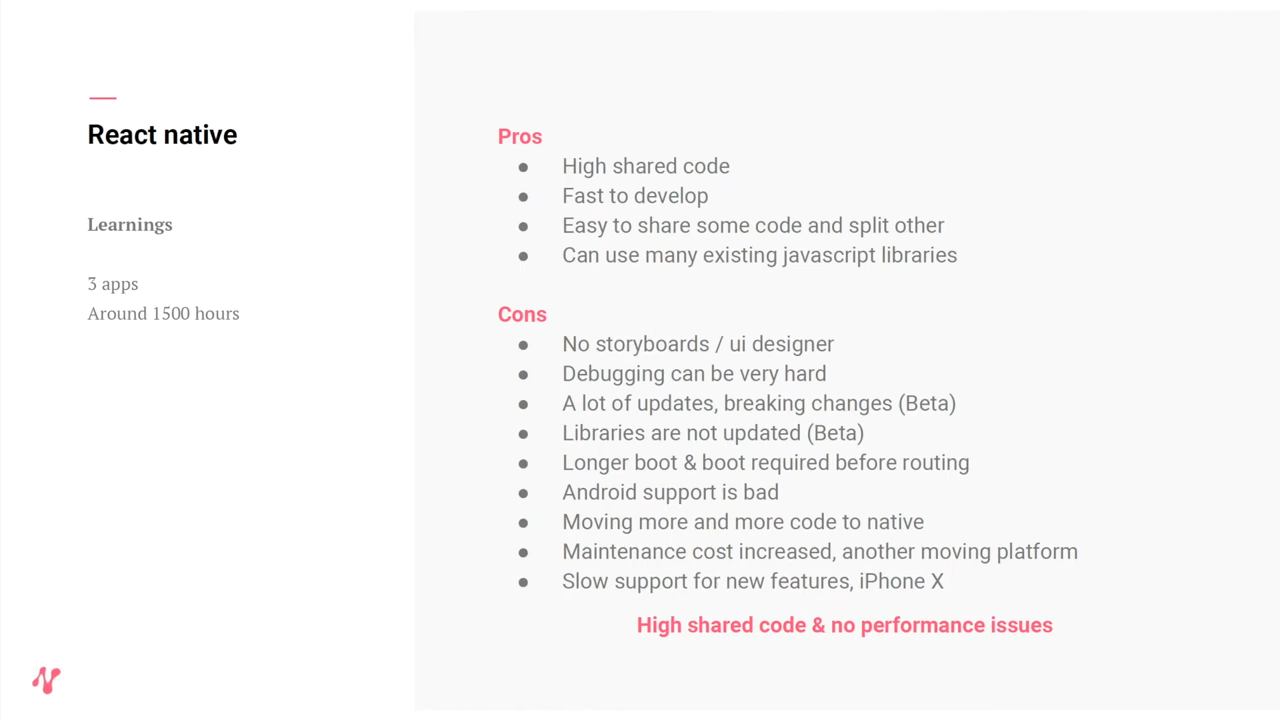 React native
Learnings
3 apps
Around 1500 hours
Pros
● High shared code
● Fast to develop
● Easy to share some code and split other
● Can use many existing javascript libraries
Cons
● No storyboards / ui designer
● Debugging can be very hard
● A lot of updates, breaking changes (Beta)
● Libraries are not updated (Beta)
● Longer boot & boot required before routing
● Android support is bad
● Moving more and more code to native
● Maintenance cost increased, another moving platform
● Slow support for new features, iPhone X
High shared code & no performance issues